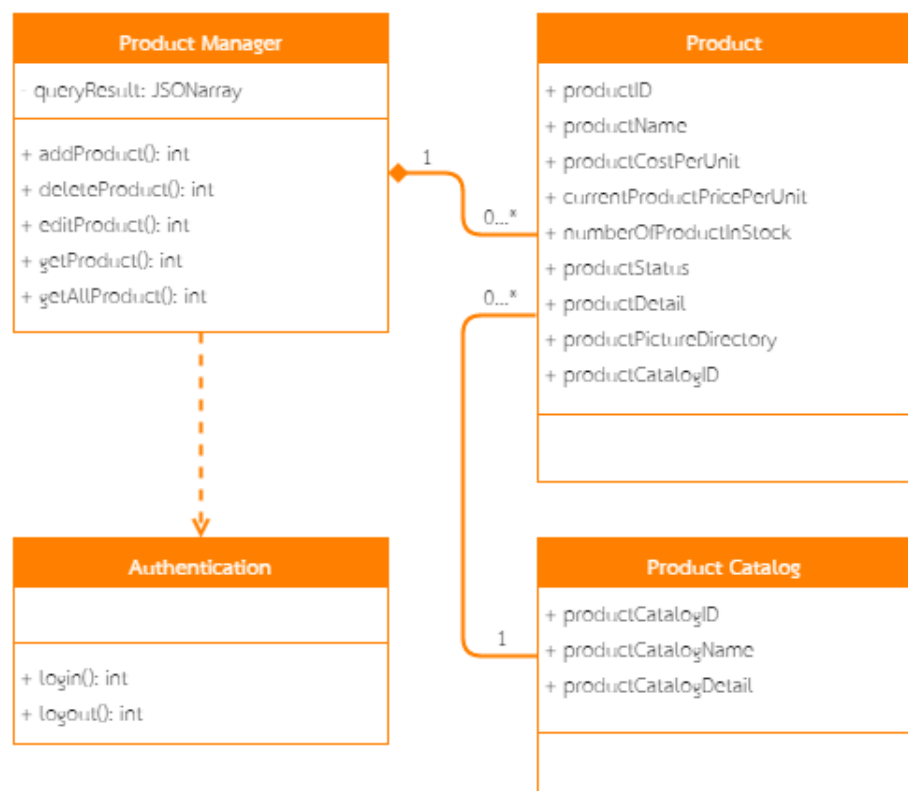 Product Manager
- queryResult: JSONarray
+ addProduct(): int
+ deleteProduct(): int
+ editProduct(): int
+ getProduct(): int
+ getAllProduct(): int
1
0...*
Product
+ productID
+ productName
+ productCostPerUnit
+ currentProductPricePerUnit
+ numberOfProductInStock
+ productStatus
+ productDetail
+ productPictureDirectory
+ productCatalogID
0...*
1
Authentication
+ login(): int
+ logout(): int
Product Catalog
+ productCatalogID
+ productCatalogName
+ productCatalogDetail